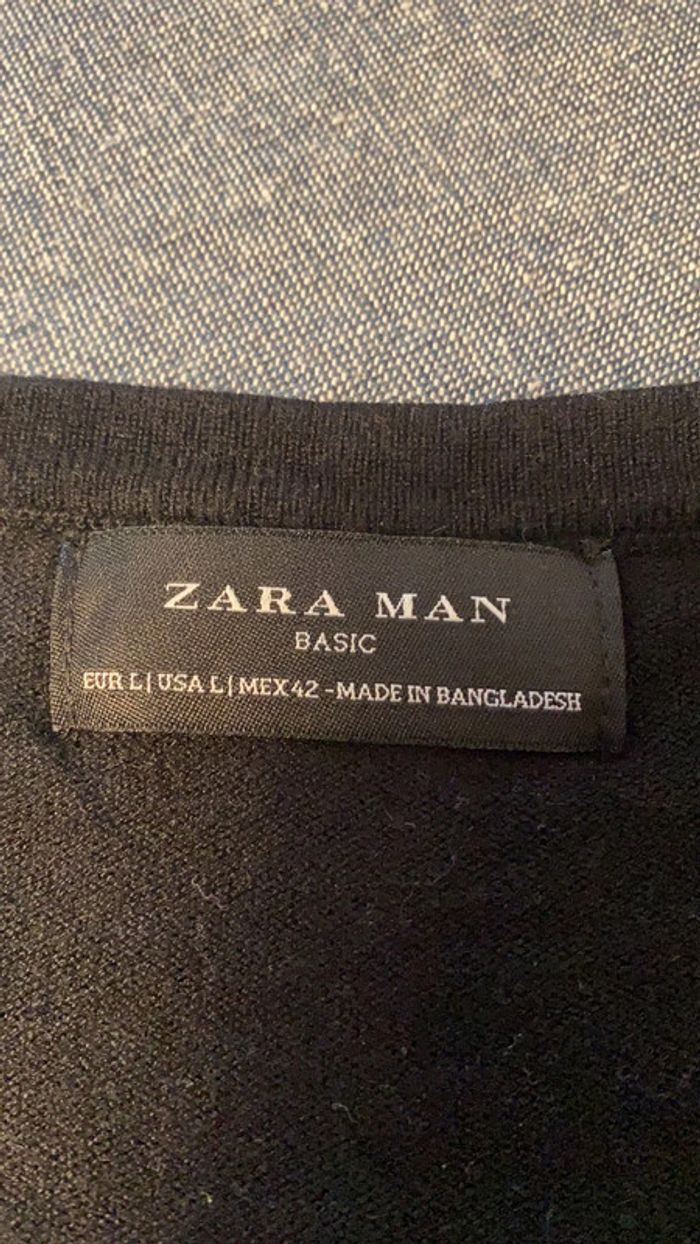 ZARA MAN
BASIC
EUR L | USA L | MEX 42 - MADE IN BANGLADESH